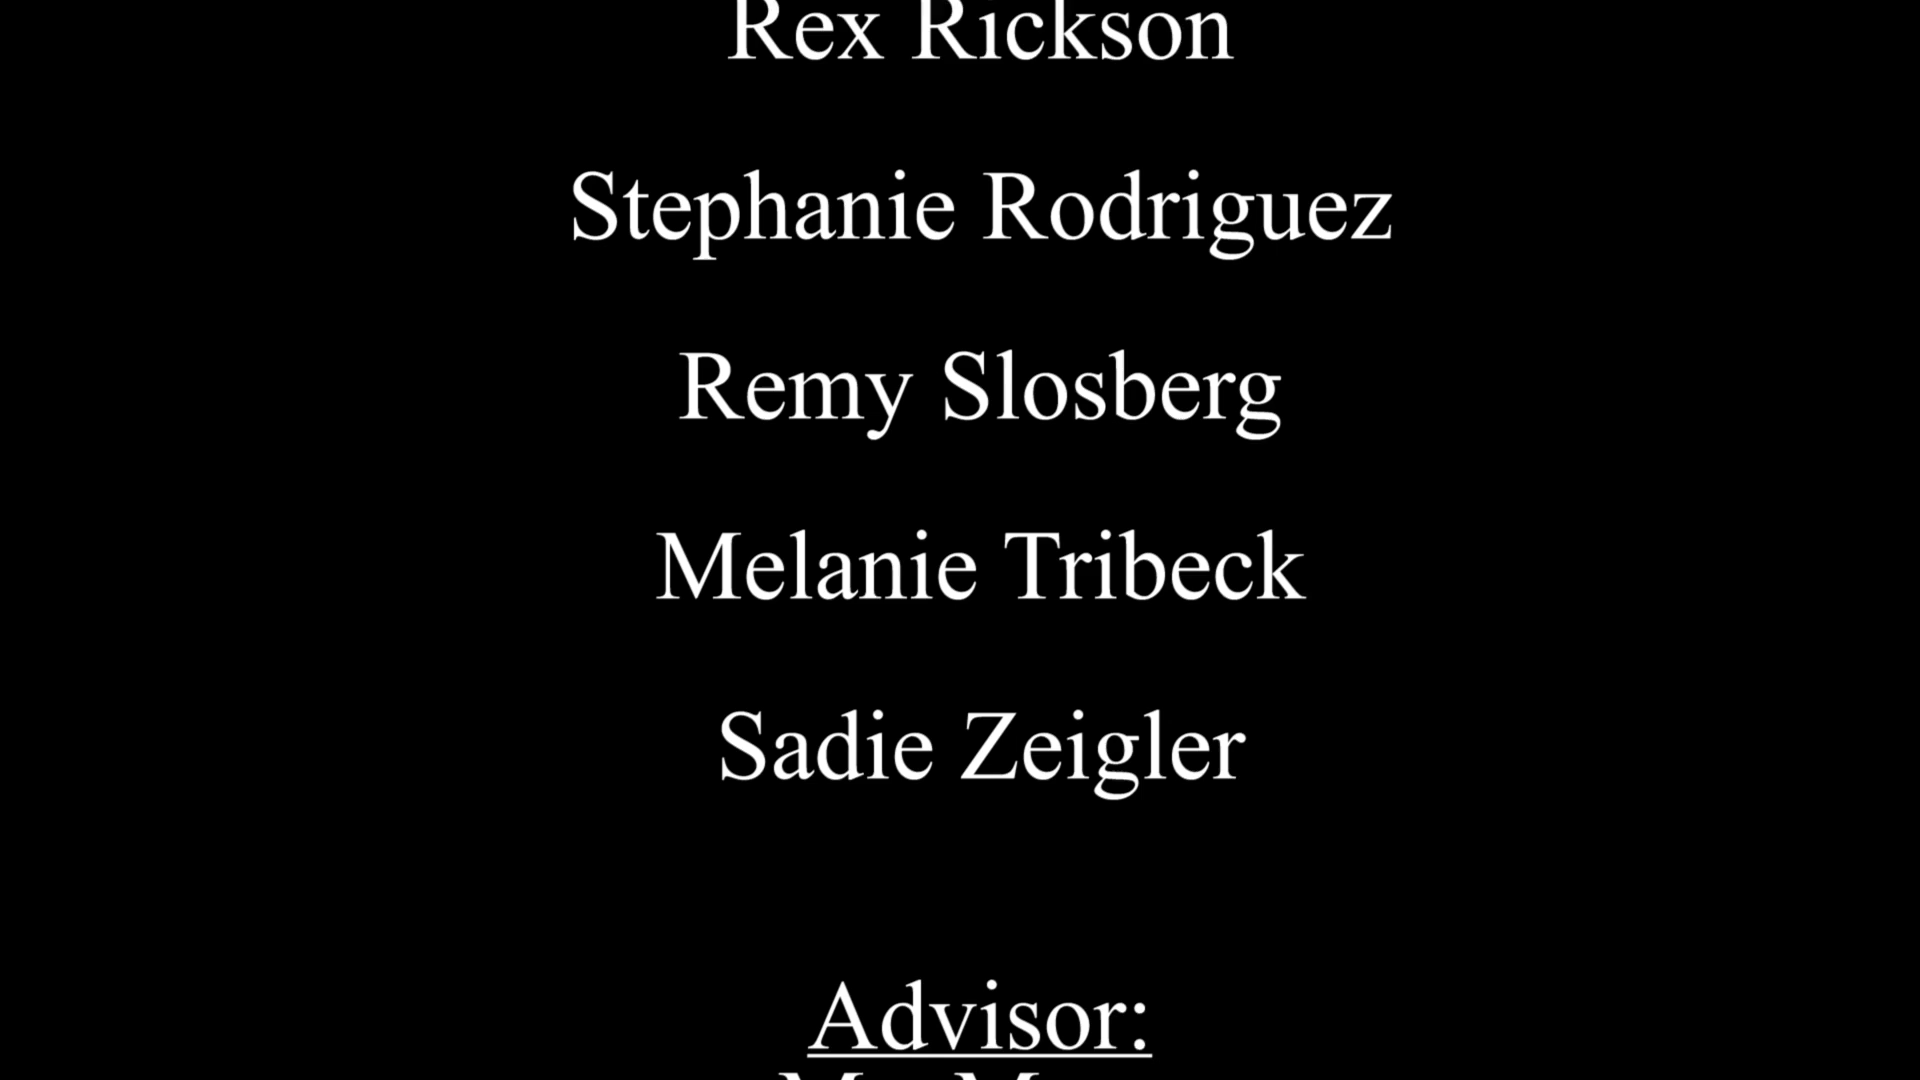 Rex Rickson
Stephanie Rodriguez
Remy Slosberg
Melanie Tribeck
Sadie Zeigler
Advisor: